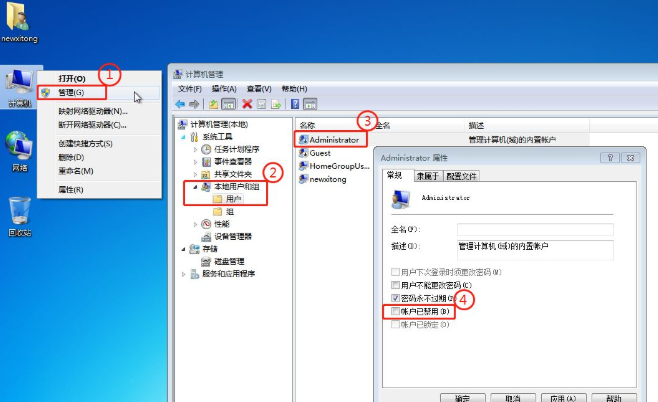 newxitong
计算机
网络
回收站
打开(O)
①
管理(G)
映射网络驱动器(N)...
断开网络驱动器(C)...
创建快捷方式(S)
删除(D)
重命名(M)
属性(R)
计算机管理
文件(F) 操作(A) 查看(V) 帮助(H)
计算机管理(本地)
系统工具
任务计划程序
事件查看器
共享文件夹
②
本地用户和组
用户
组
性能
设备管理器
存储
磁盘管理
服务和应用程序
③
名称 全名 描述
Administrator 管理计算机(域)的内置帐户
Guest
HomeGroupUs...
newxitong
Administrator 属性
常规 隶属于 配置文件
Administrator
全名(F):
描述(D): 管理计算机(域)的内置帐户
用户下次登录时须更改密码(M)
用户不能更改密码(C)
密码永不过期(P)
④
帐户已禁用(B)
帐户已锁定(O)
确定 取消 应用(A) 帮助